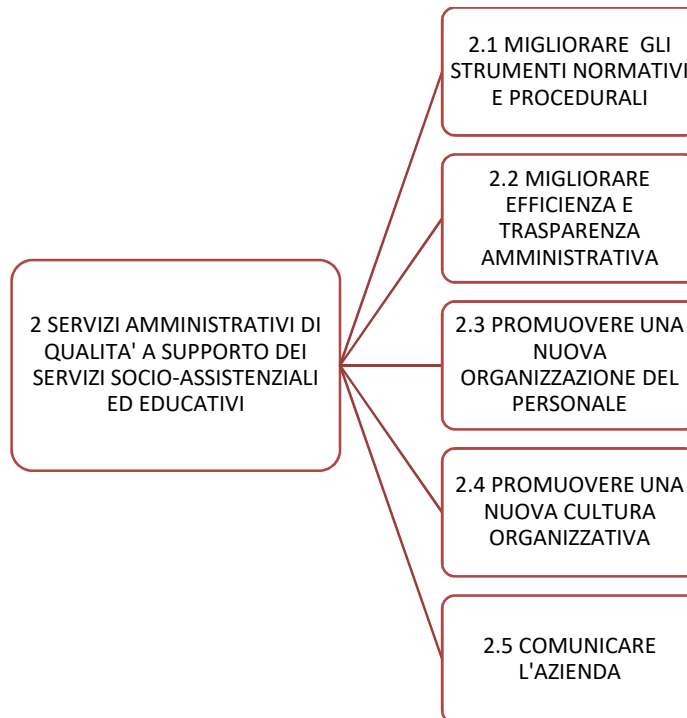 2.1 MIGLIORARE GLI
STRUMENTI NORMATIVI
E PROCEDURALI
2.2 MIGLIORARE
EFFICIENZA E
TRASPARENZA
AMMINISTRATIVA
2 SERVIZI AMMINISTRATIVI DI
QUALITA' A SUPPORTO DEI
SERVIZI SOCIO-ASSISTENZIALI
ED EDUCATIVI
2.3 PROMUOVERE UNA
NUOVA
ORGANIZZAZIONE DEL
PERSONALE
2.4 PROMUOVERE UNA
NUOVA CULTURA
ORGANIZZATIVA
2.5 COMUNICARE
L'AZIENDA